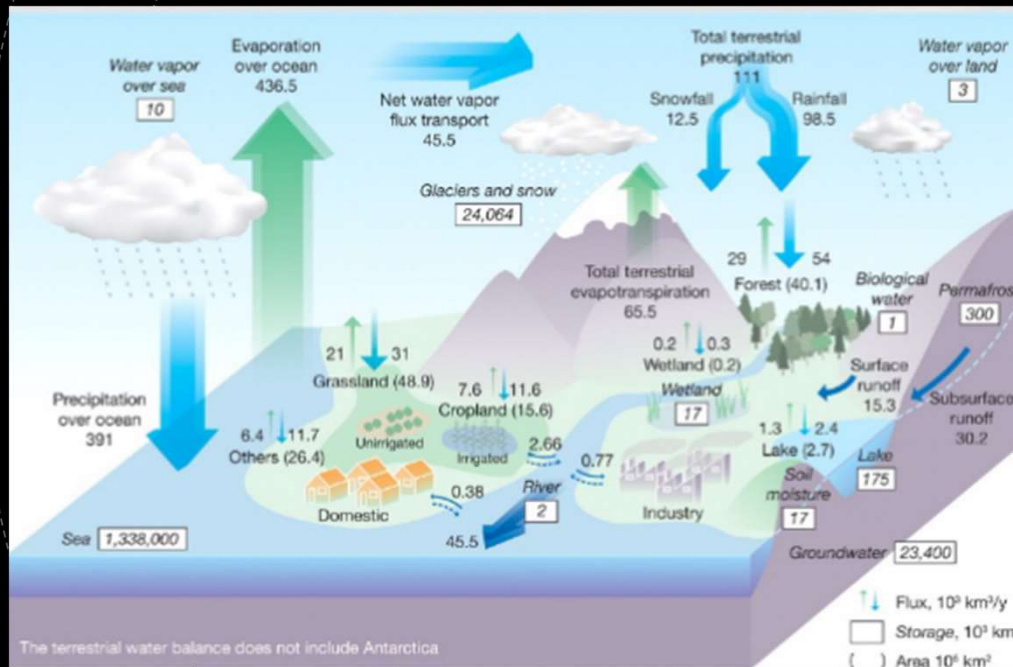 Evaporation
over ocean
436.5
Water vapor
over sea
10
Net water vapor
flux transport
45.5
Total terrestrial
precipitation
111
Snowfall
12.5
Rainfall
98.5
Water vapor
over land
3
Glaciers and snow
24,064
Total terrestrial
evapotranspiration
65.5
29
54
Forest (40.1)
Biological
water
1
Permafros
300
21
31
Grassland (48.9)
7.6
11.6
Cropland (15.6)
0.2
0.3
Wetland (0.2)
Wetland
17
Surface
runoff
15.3
Subsurface
runoff
30.2
Precipitation
over ocean
391
6.4
11.7
Others (26.4)
Unirrigated
Irrigated
2.66
0.77
1.3
2.4
Lake (2.7)
Lake
175
Domestic
0.38
River
2
Industry
Soil
moisture
17
Sea 1,338,000
45.5
Groundwater 23,400
Flux, 10³ km³/y
Storage, 10³ km
( ) Area 10⁶ km²
The terrestrial water balance does not include Antarctica